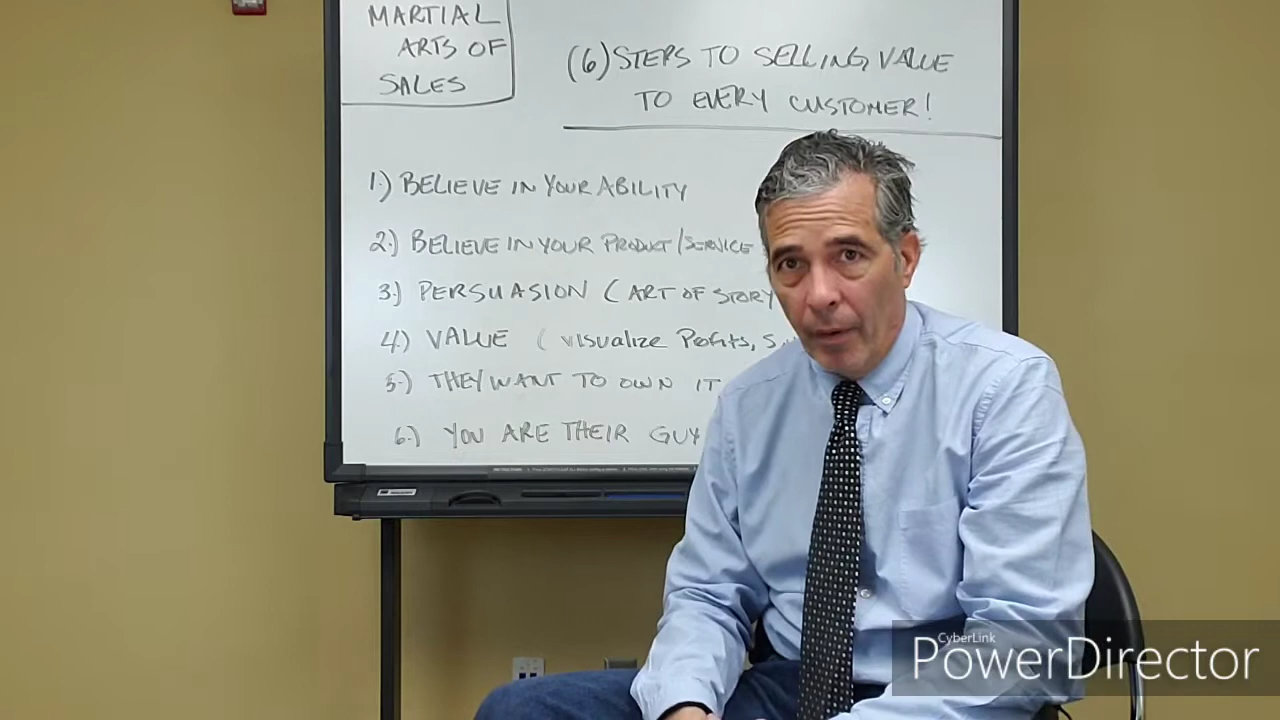 MARTIAL
ARTS OF
SALES
(6) STEPS TO SELLING VALUE
TO EVERY CUSTOMER!
1.) BELIEVE IN YOUR ABILITY
2.) BELIEVE IN YOUR PRODUCT/SERVICE
3.) PERSUASION (ART OF STORY
4.) VALUE (visualize Profits,
5.) THEY WANT TO OWN IT
6.) YOU ARE THEIR GUY
CyberLink
PowerDirector